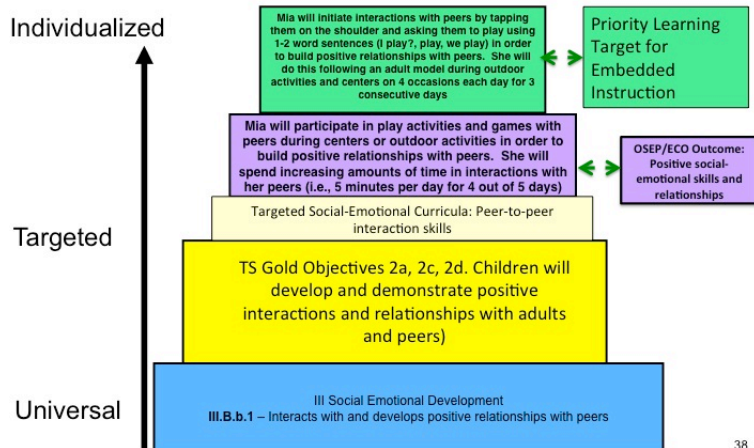 Individualized
Mia will initiate interactions with peers by tapping
them on the shoulder and asking them to play using
1-2 word sentences (I play?, play, we play) in order
to build positive relationships with peers. She will
do this following an adult model during outdoor
activities and centers on 4 occasions each day for 3
consecutive days
Priority Learning
Target for
Embedded
Instruction
Mia will participate in play activities and games with
peers during centers or outdoor activities in order to
build positive relationships with peers. She will
spend increasing amounts of time in interactions with
her peers (i.e., 5 minutes per day for 4 out of 5 days)
OSEP/ECO Outcome:
Positive social-
emotional skills and
relationships
Targeted
Targeted Social-Emotional Curricula: Peer-to-peer
interaction skills
TS Gold Objectives 2a, 2c, 2d. Children will
develop and demonstrate positive
interactions and relationships with adults
and peers)
Universal
III Social Emotional Development
III.B.b.1 – Interacts with and develops positive relationships with peers
38